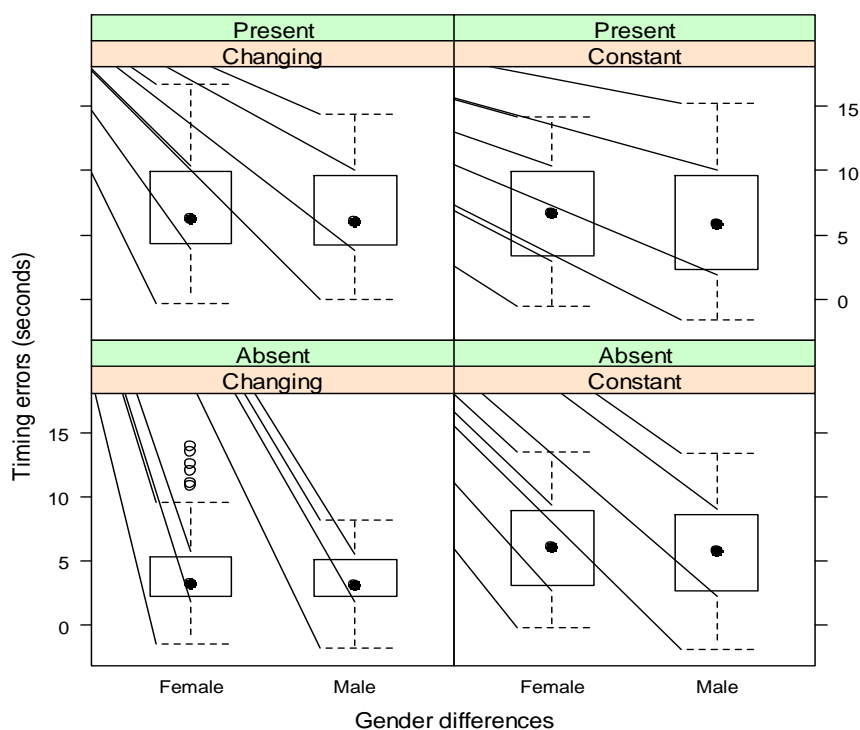 Present Present
Changing Constant
15
10
5
0
Absent Absent
Changing Constant
15
10
5
0
Timing errors (seconds)
Female Male Female Male
Gender differences